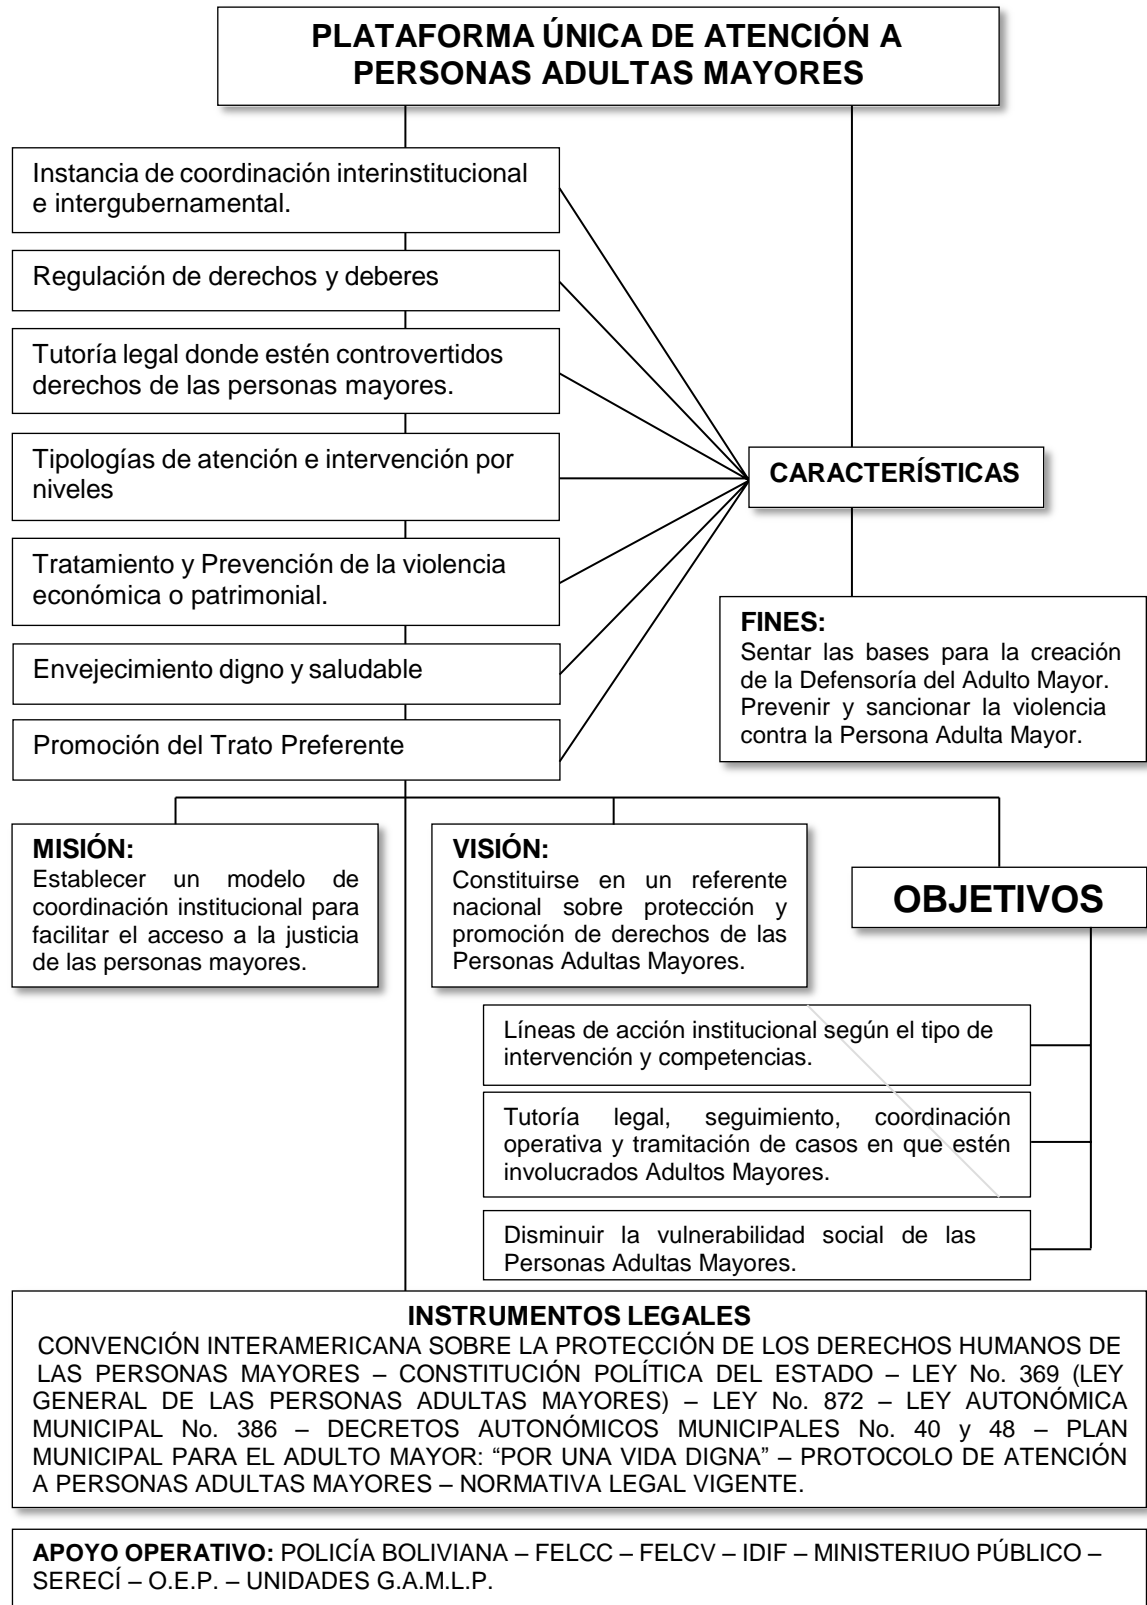 PLATAFORMA ÚNICA DE ATENCIÓN A
PERSONAS ADULTAS MAYORES
Instancia de coordinación interinstitucional
e intergubernamental.
Regulación de derechos y deberes
Tutoría legal donde estén controvertidos
derechos de las personas mayores.
Tipologías de atención e intervención por
niveles
Tratamiento y Prevención de la violencia
económica o patrimonial.
Envejecimiento digno y saludable
Promoción del Trato Preferente
CARACTERÍSTICAS
FINES:
Sentar las bases para la creación
de la Defensoría del Adulto Mayor.
Prevenir y sancionar la violencia
contra la Persona Adulta Mayor.
MISIÓN:
Establecer un modelo de
coordinación institucional para
facilitar el acceso a la justicia
de las personas mayores.
VISIÓN:
Constituirse en un referente
nacional sobre protección y
promoción de derechos de las
Personas Adultas Mayores.
OBJETIVOS
Líneas de acción institucional según el tipo de
intervención y competencias.
Tutoría legal, seguimiento, coordinación
operativa y tramitación de casos en que estén
involucrados Adultos Mayores.
Disminuir la vulnerabilidad social de las
Personas Adultas Mayores.
INSTRUMENTOS LEGALES
CONVENCIÓN INTERAMERICANA SOBRE LA PROTECCIÓN DE LOS DERECHOS HUMANOS DE
LAS PERSONAS MAYORES – CONSTITUCIÓN POLÍTICA DEL ESTADO – LEY No. 369 (LEY
GENERAL DE LAS PERSONAS ADULTAS MAYORES) – LEY No. 872 – LEY AUTONÓMICA
MUNICIPAL No. 386 – DECRETOS AUTONÓMICOS MUNICIPALES No. 40 y 48 – PLAN
MUNICIPAL PARA EL ADULTO MAYOR: “POR UNA VIDA DIGNA” – PROTOCOLO DE ATENCIÓN
A PERSONAS ADULTAS MAYORES – NORMATIVA LEGAL VIGENTE.
APOYO OPERATIVO: POLICÍA BOLIVIANA – FELCC – FELCV – IDIF – MINISTERIUO PÚBLICO –
SERECÍ – O.E.P. – UNIDADES G.A.M.L.P.